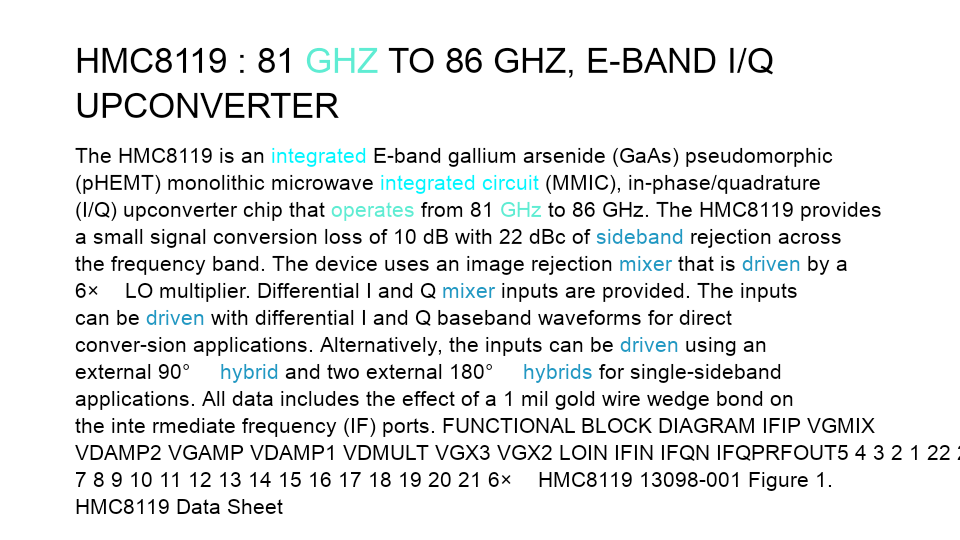 HMC8119 : 81 GHZ TO 86 GHZ, E-BAND I/Q
UPCONVERTER
The HMC8119 is an integrated E-band gallium arsenide (GaAs) pseudomorphic
(pHEMT) monolithic microwave integrated circuit (MMIC), in-phase/quadrature
(I/Q) upconverter chip that operates from 81 GHz to 86 GHz. The HMC8119 provides
a small signal conversion loss of 10 dB with 22 dBc of sideband rejection across
the frequency band. The device uses an image rejection mixer that is driven by a
6× LO multiplier. Differential I and Q mixer inputs are provided. The inputs
can be driven with differential I and Q baseband waveforms for direct
conver-sion applications. Alternatively, the inputs can be driven using an
external 90° hybrid and two external 180° hybrids for single-sideband
applications. All data includes the effect of a 1 mil gold wire wedge bond on
the inte rmediate frequency (IF) ports. FUNCTIONAL BLOCK DIAGRAM IFIP VGMIX
VDAMP2 VGAMP VDAMP1 VDMULT VGX3 VGX2 LOIN IFIN IFQN IFQPRFOUT5 4 3 2 1 22
7 8 9 10 11 12 13 14 15 16 17 18 19 20 21 6× HMC8119 13098-001 Figure 1.
HMC8119 Data Sheet